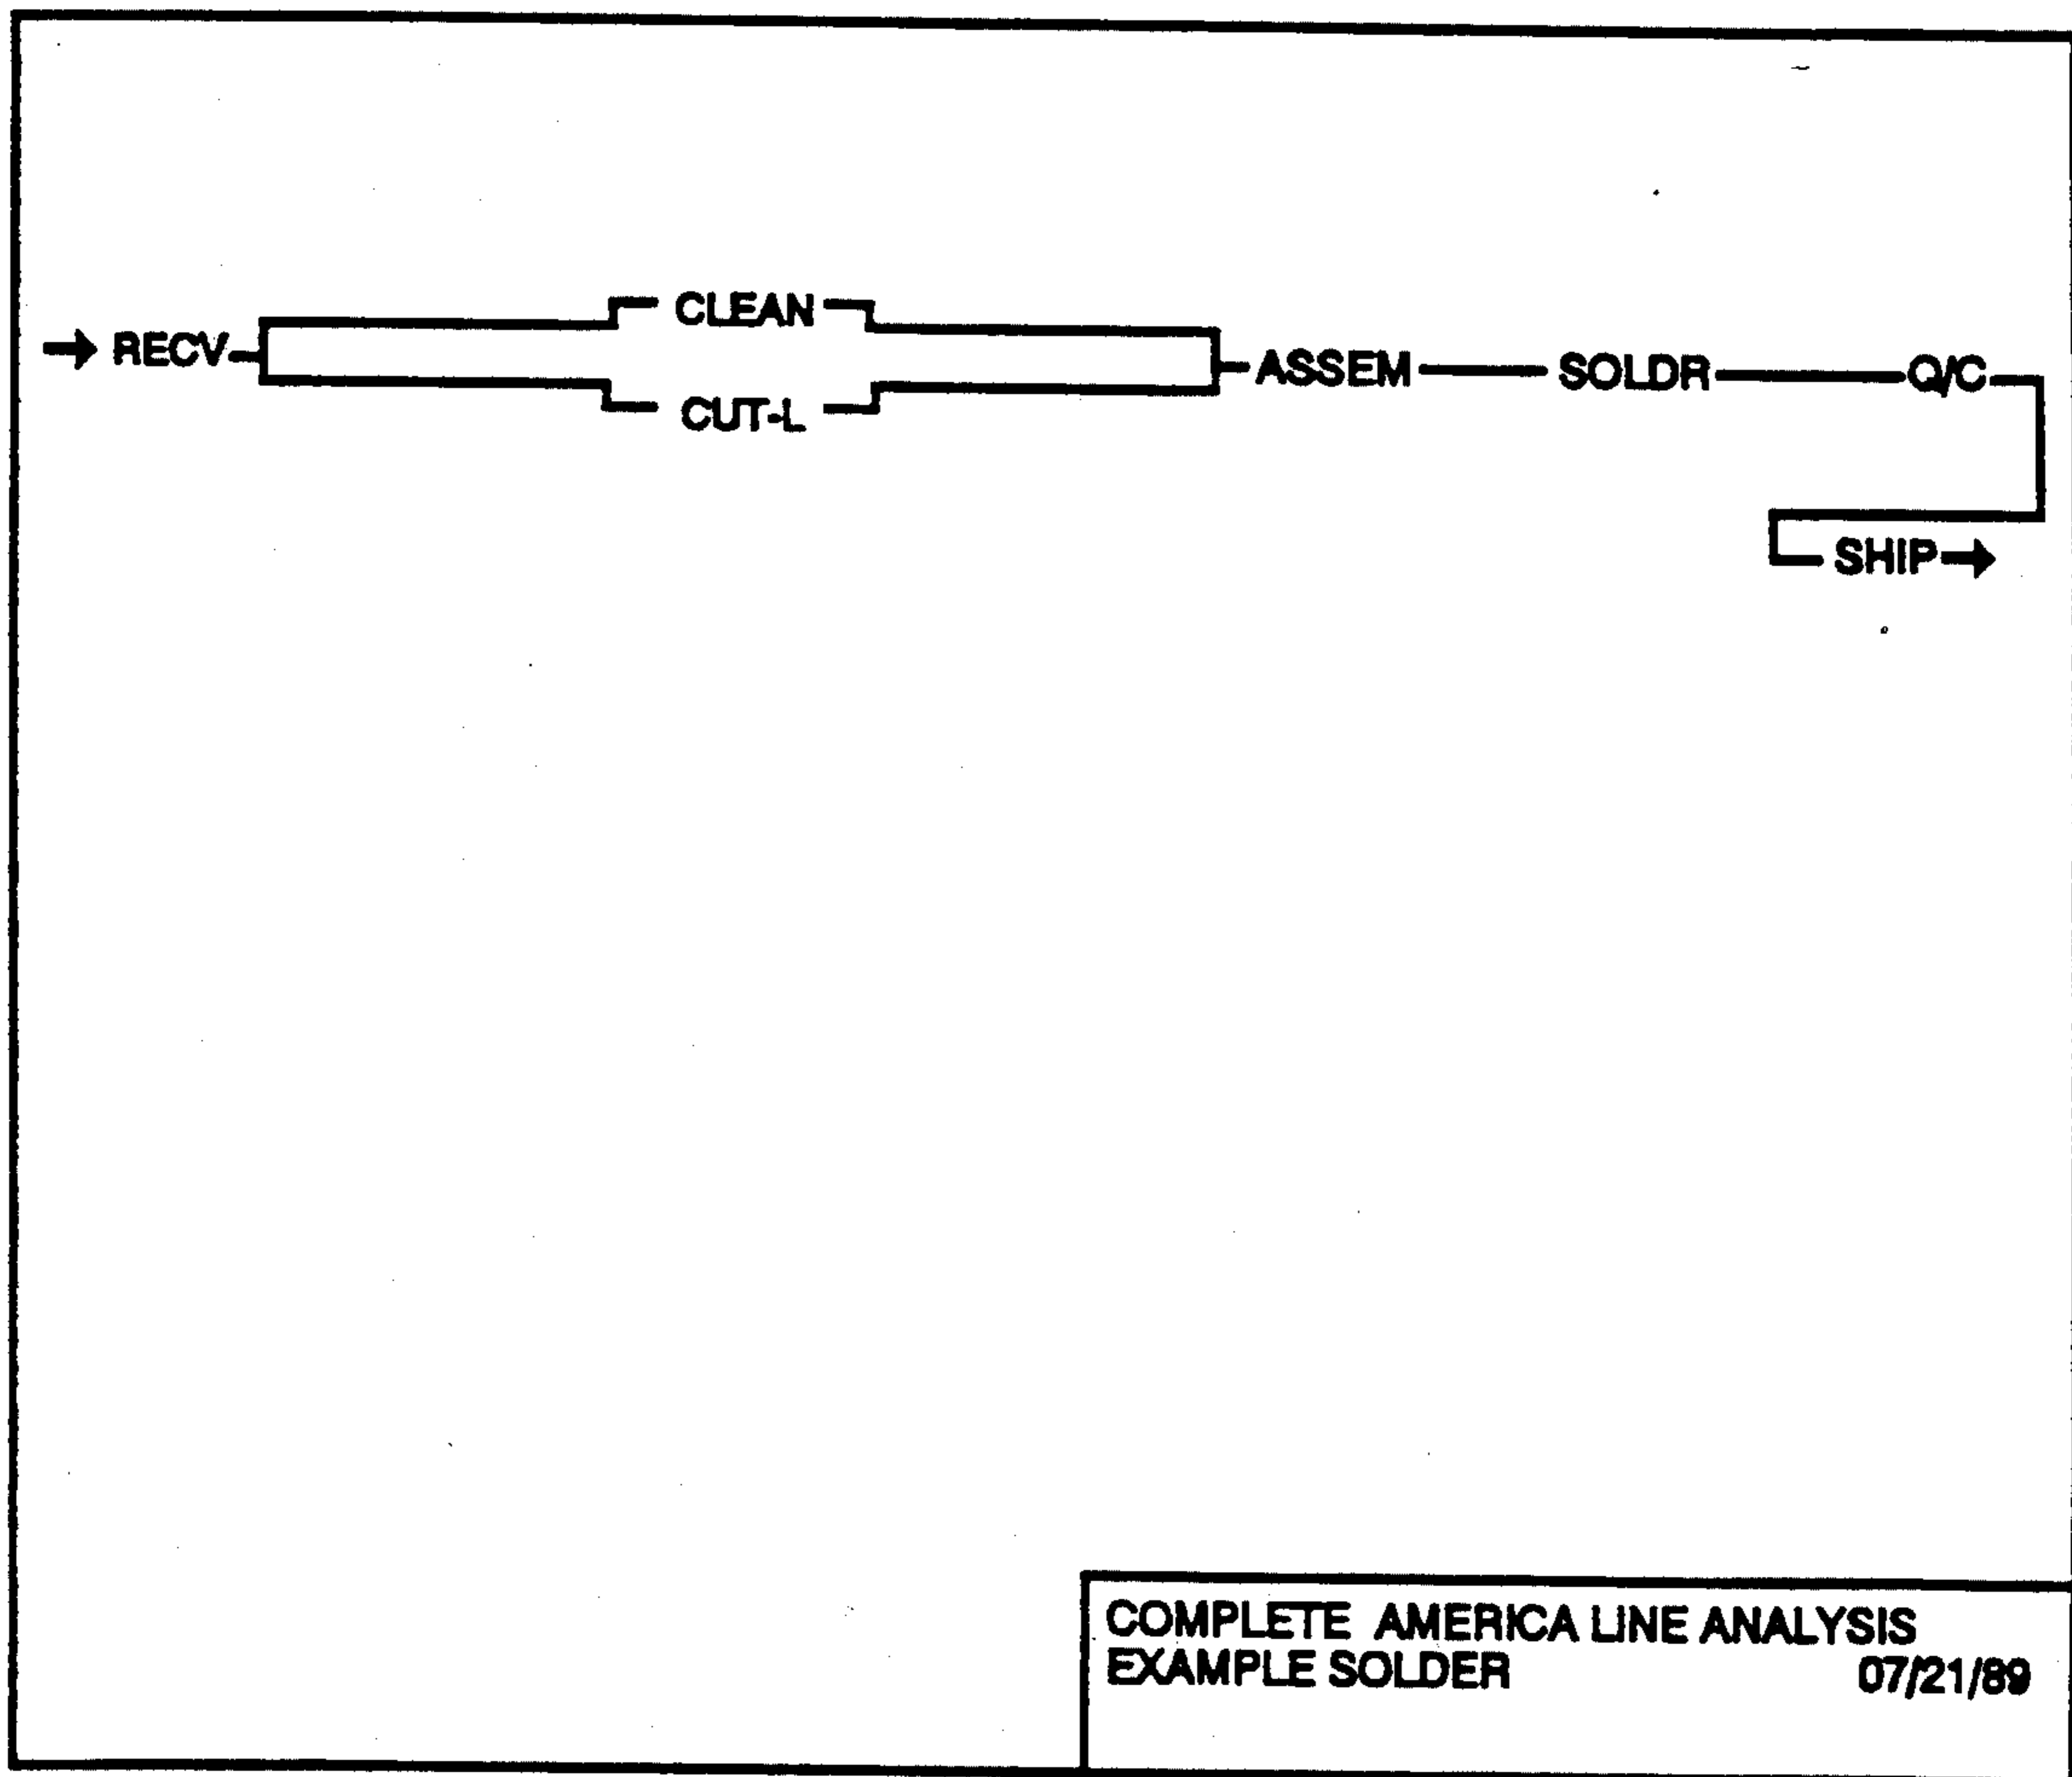 CLEAN
RECV
ASSEM
SOLDR
Q/C
CUT-L
SHIP
COMPLETE AMERICA LINE ANALYSIS
EXAMPLE SOLDER 07/21/89